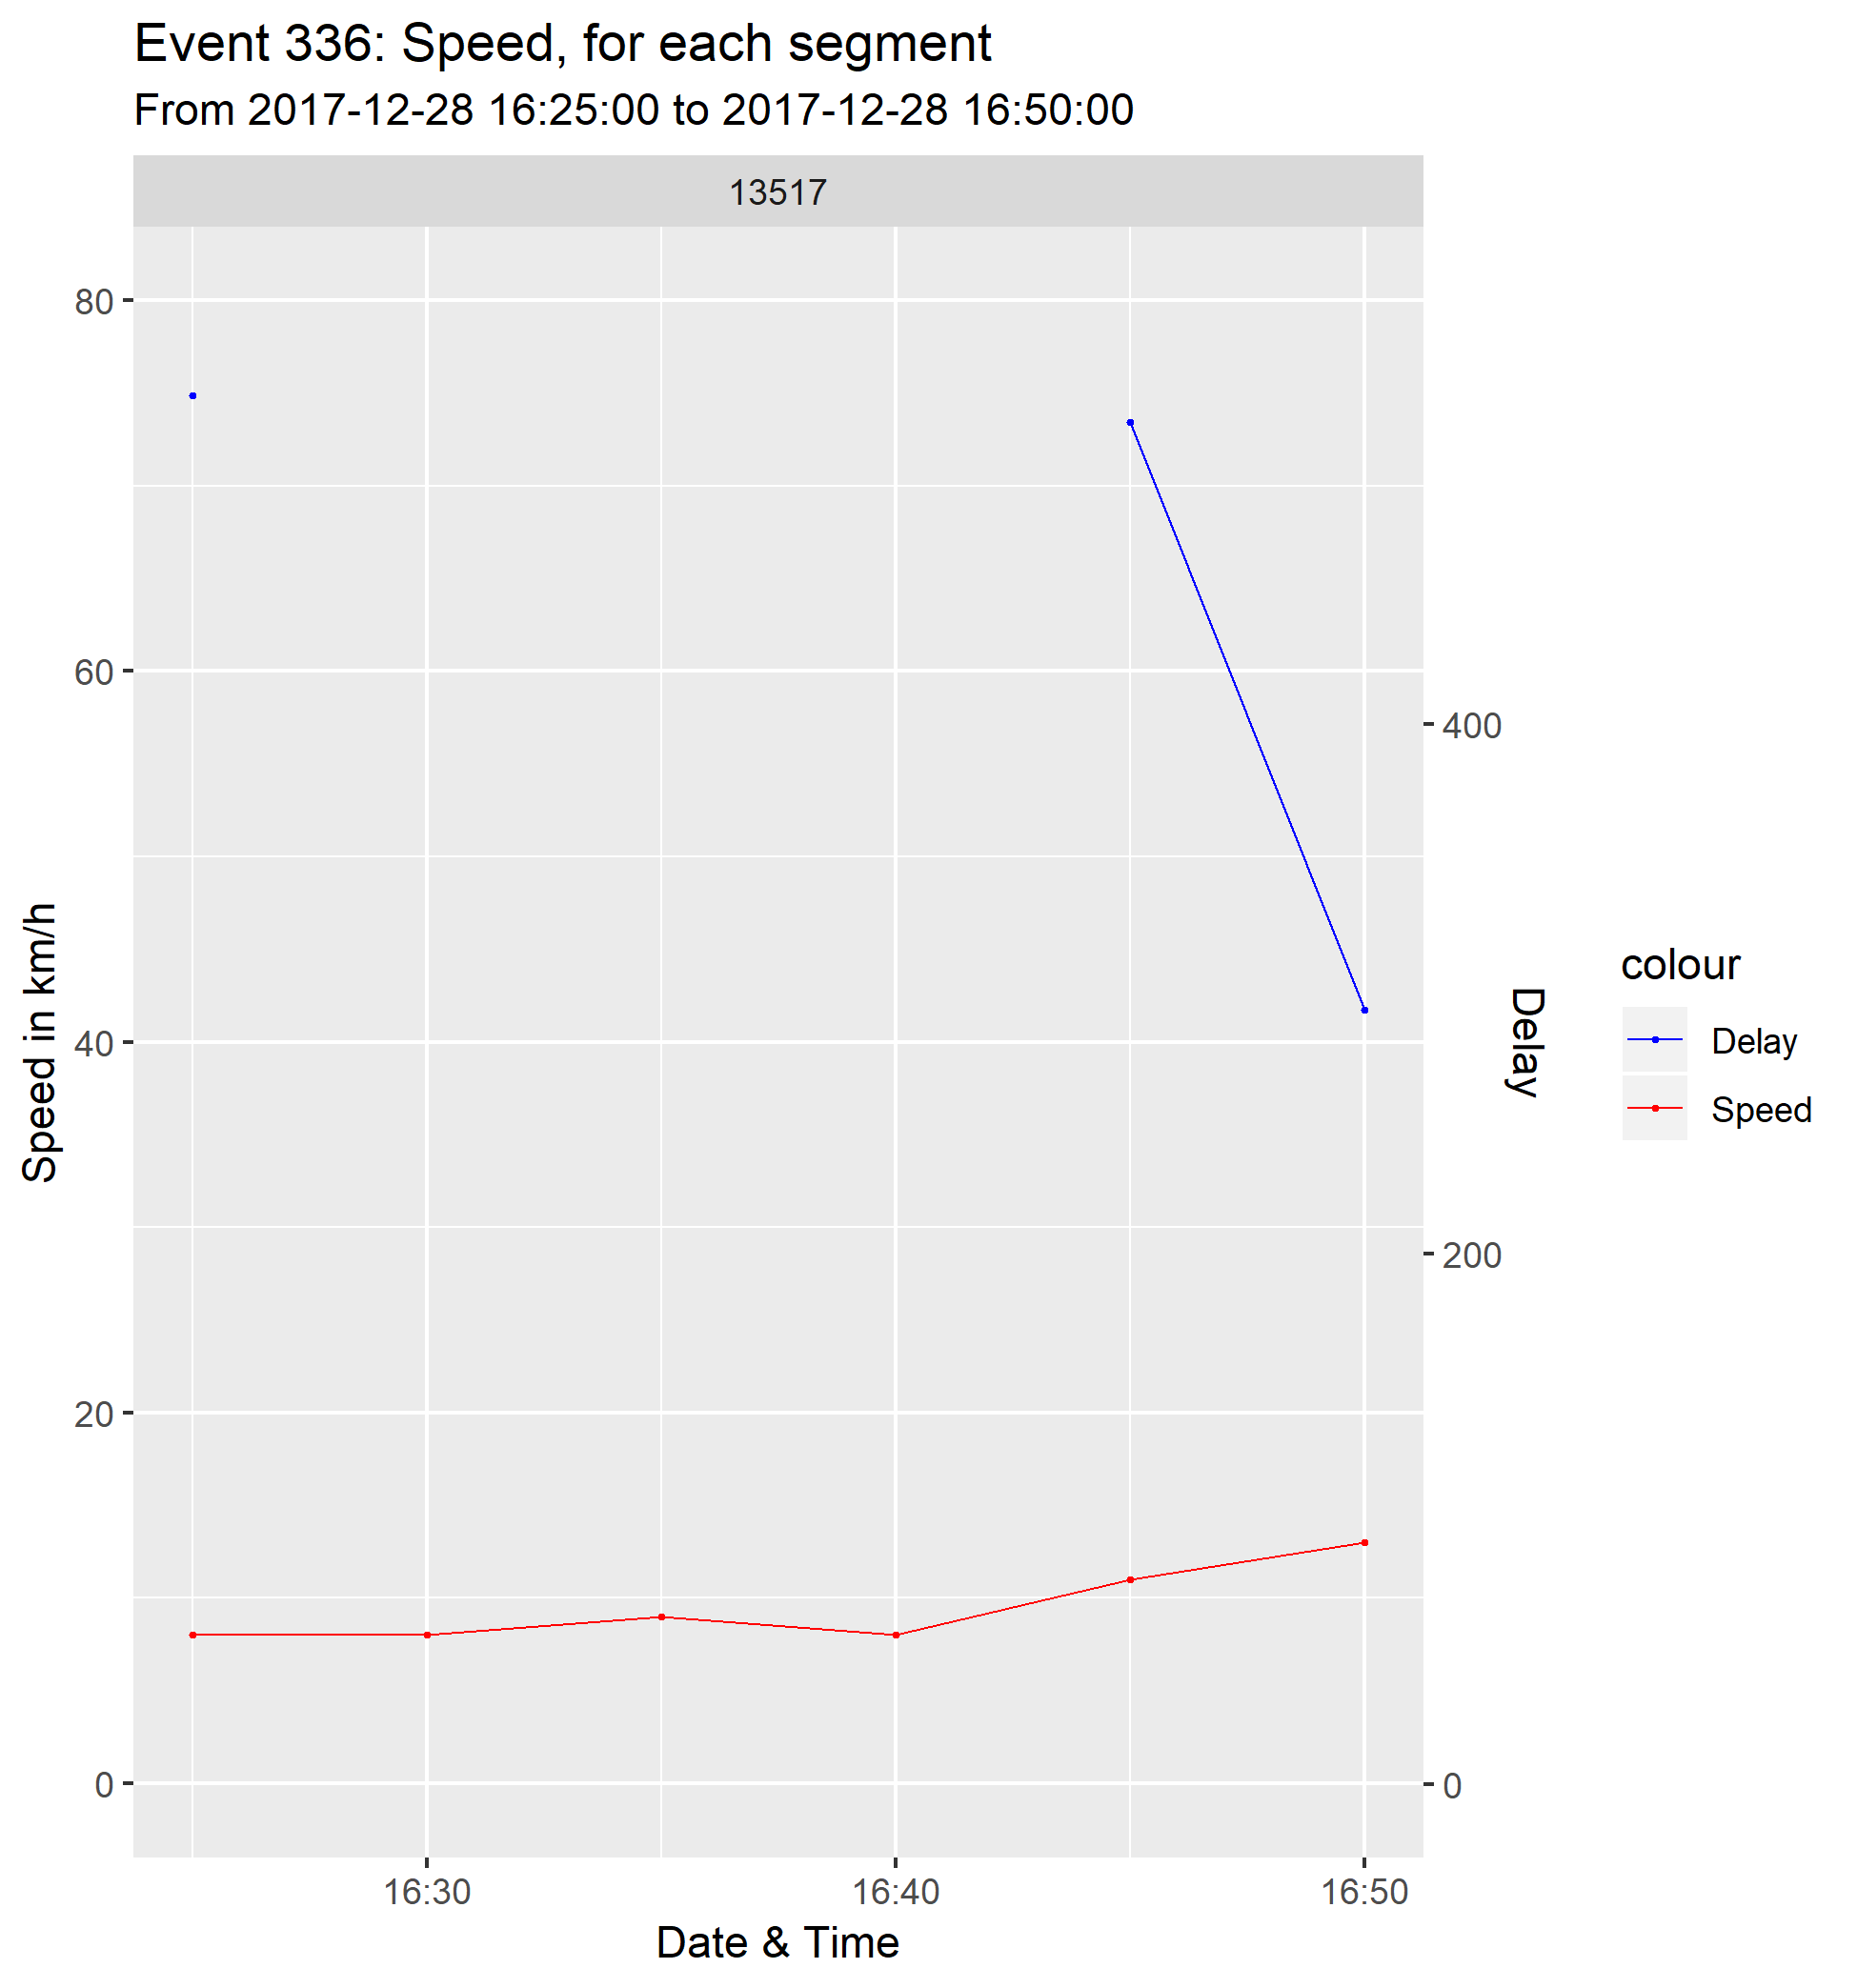 Event 336: Speed, for each segment
From 2017-12-28 16:25:00 to 2017-12-28 16:50:00
13517
80
60
40
20
0
Speed in km/h
400
200
0
Delay
16:30
16:40
16:50
Date & Time
colour
Delay
Speed